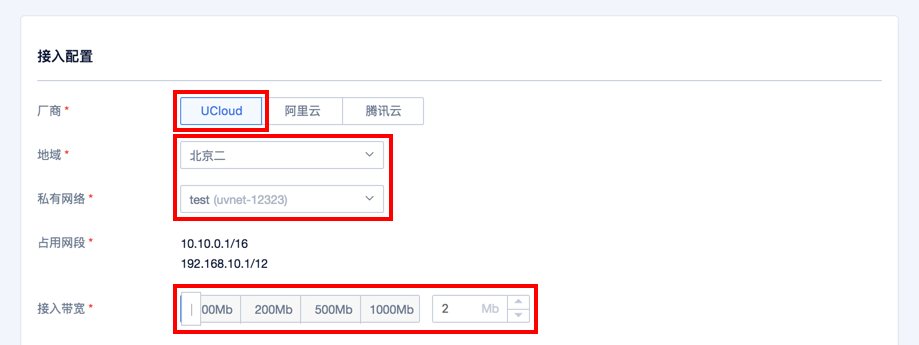 接入配置
厂商 * UCloud 阿里云 腾讯云
地域 * 北京二
私有网络 * test (uvnet-12323)
占用网段 * 10.10.0.1/16
192.168.10.1/12
接入带宽 * 00Mb 200Mb 500Mb 1000Mb 2 Mb